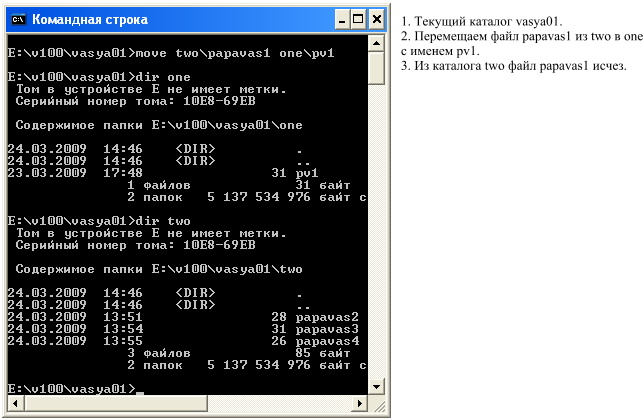 Командная строка
E:\v100\vasya01>move two\papavas1 one\pv1
E:\v100\vasya01>dir one
Том в устройстве E не имеет метки.
Серийный номер тома: 10E8-69EB
Содержимое папки E:\v100\vasya01\one
24.03.2009 14:46 <DIR> .
24.03.2009 14:46 <DIR> ..
23.03.2009 17:48 31 pv1
1 файлов 31 байт
2 папок 5 137 534 976 байт с
E:\v100\vasya01>dir two
Том в устройстве E не имеет метки.
Серийный номер тома: 10E8-69EB
Содержимое папки E:\v100\vasya01\two
24.03.2009 14:46 <DIR> .
24.03.2009 14:46 <DIR> ..
24.03.2009 13:51 28 papavas2
24.03.2009 13:54 31 papavas3
24.03.2009 13:55 26 papavas4
3 файлов 85 байт
2 папок 5 137 534 976 байт с
E:\v100\vasya01>_
1. Текущий каталог vasya01.
2. Перемещаем файл papavas1 из two в one
с именем pv1.
3. Из каталога two файл papavas1 исчез.